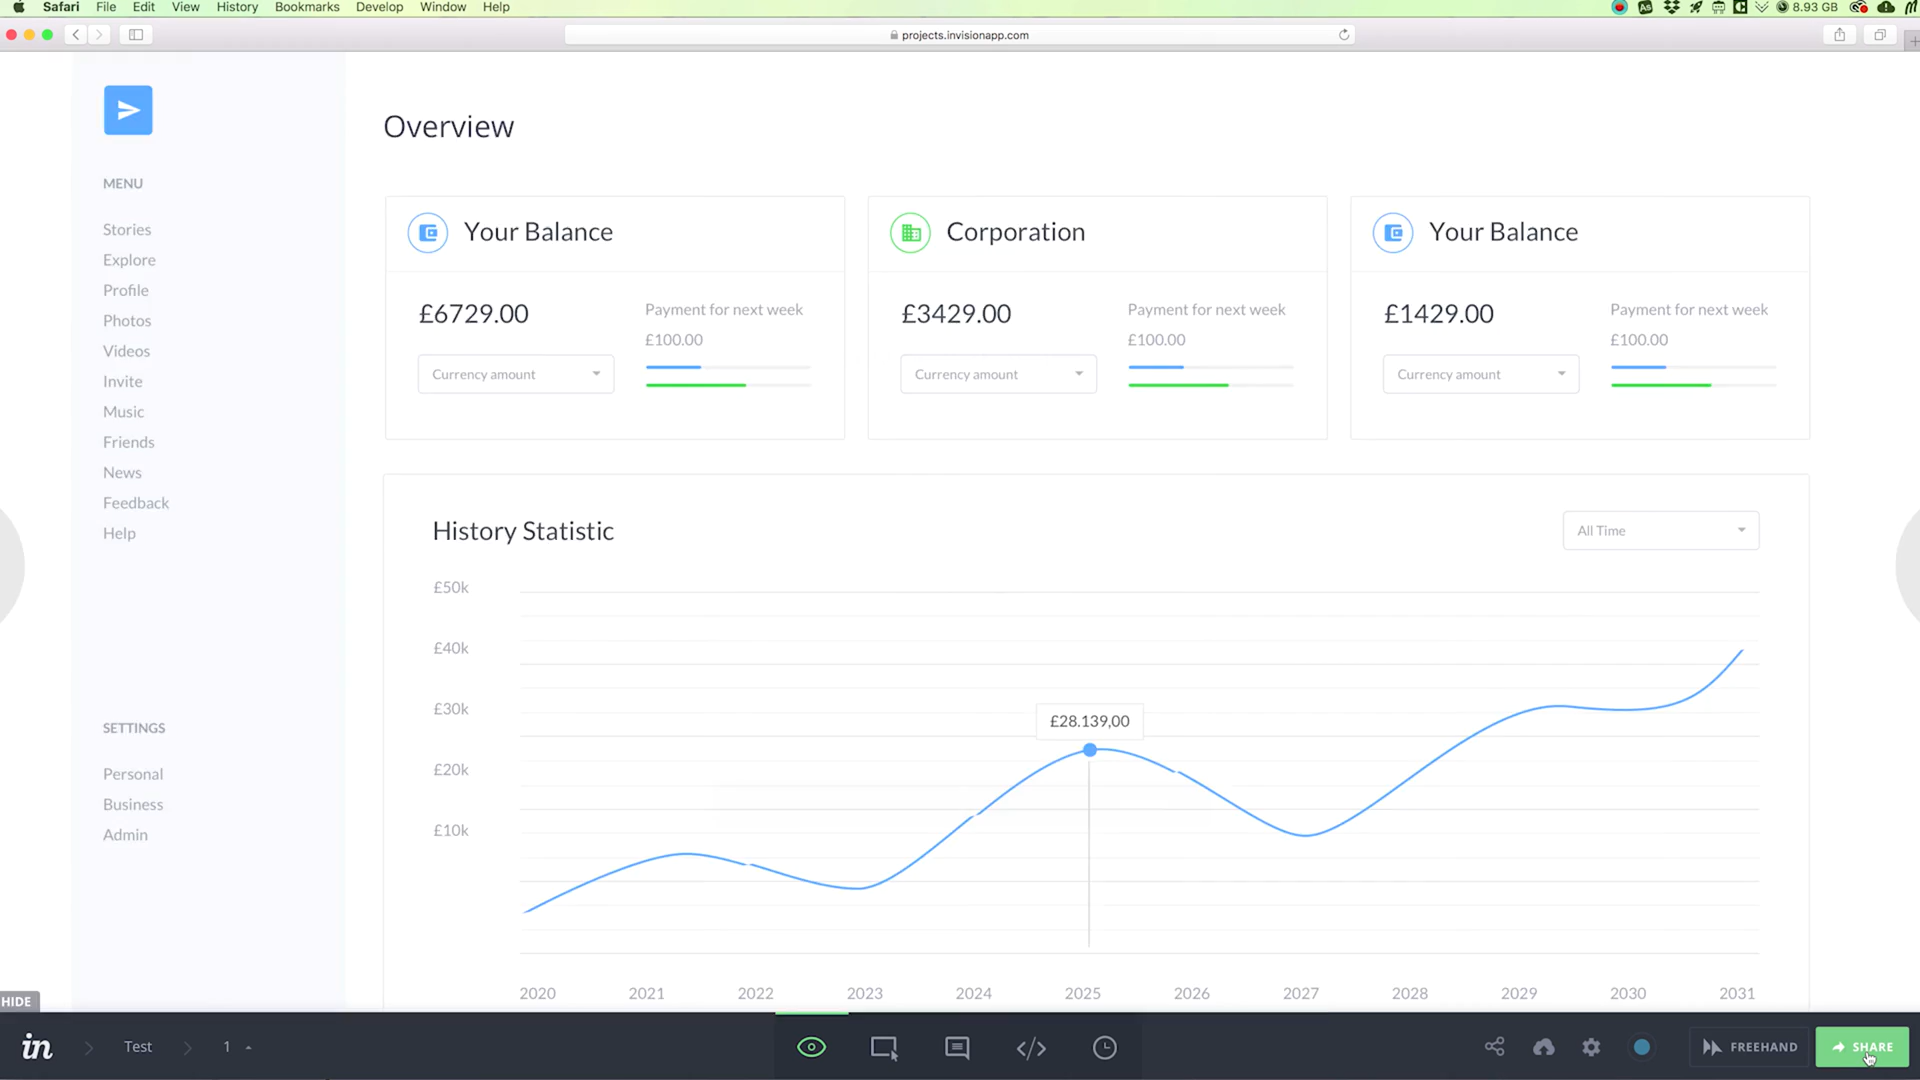 Safari File Edit View History Bookmarks Develop Window Help 8.93 GB
projects.invisionapp.com
Overview
MENU
Stories
Explore
Profile
Photos
Videos
Invite
Music
Friends
News
Feedback
Help
SETTINGS
Personal
Business
Admin
Your Balance
£6729.00
Currency amount
Payment for next week
£100.00
Corporation
£3429.00
Currency amount
Payment for next week
£100.00
Your Balance
£1429.00
Currency amount
Payment for next week
£100.00
History Statistic
All Time
£50k
£40k
£30k
£20k
£10k
£28.139,00
2020 2021 2022 2023 2024 2025 2026 2027 2028 2029 2030 2031
HIDE
in Test 1 FREEHAND SHARE